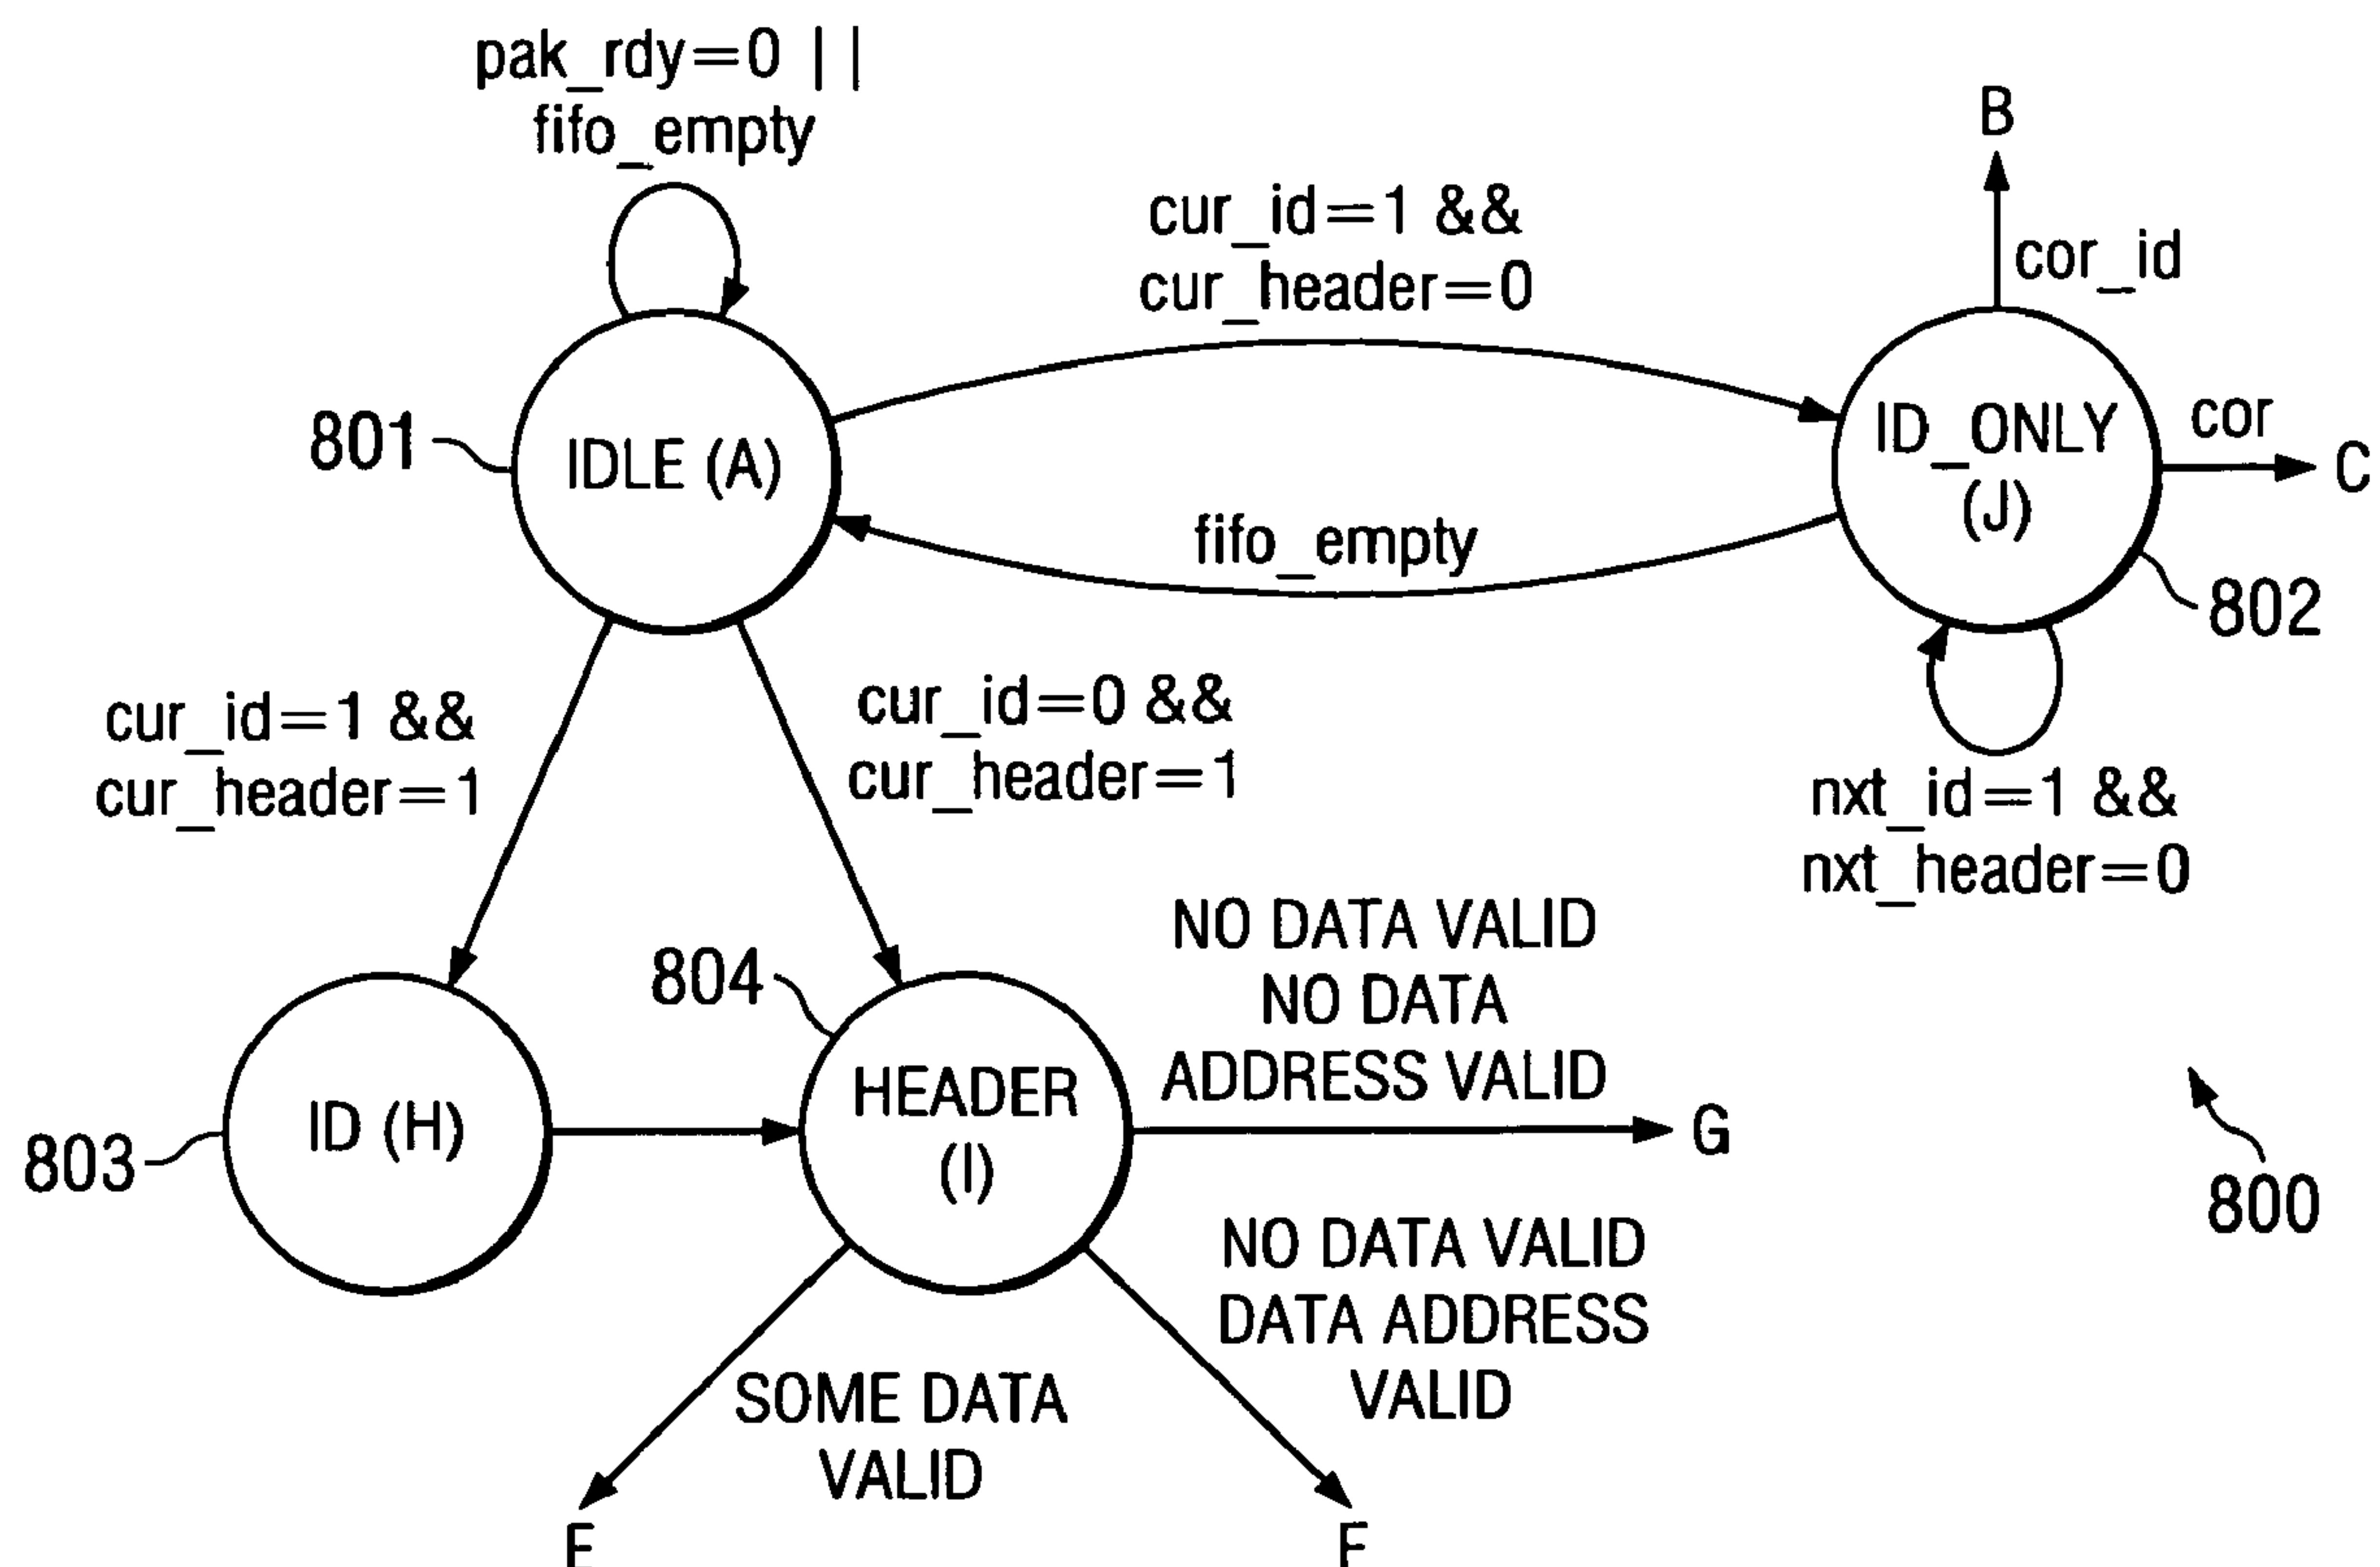 pak_rdy=0 ||
fifo_empty
B
cur_id=1 &&
cur_header=0
cor_id
801
IDLE (A)
ID_ONLY
(J)
cor
C
fifo_empty
802
cur_id=1 &&
cur_header=1
cur_id=0 &&
cur_header=1
nxt_id=1 &&
nxt_header=0
804
NO DATA VALID
NO DATA
ADDRESS VALID
803
ID (H)
HEADER
(I)
G
800
NO DATA VALID
DATA ADDRESS
VALID
SOME DATA
VALID